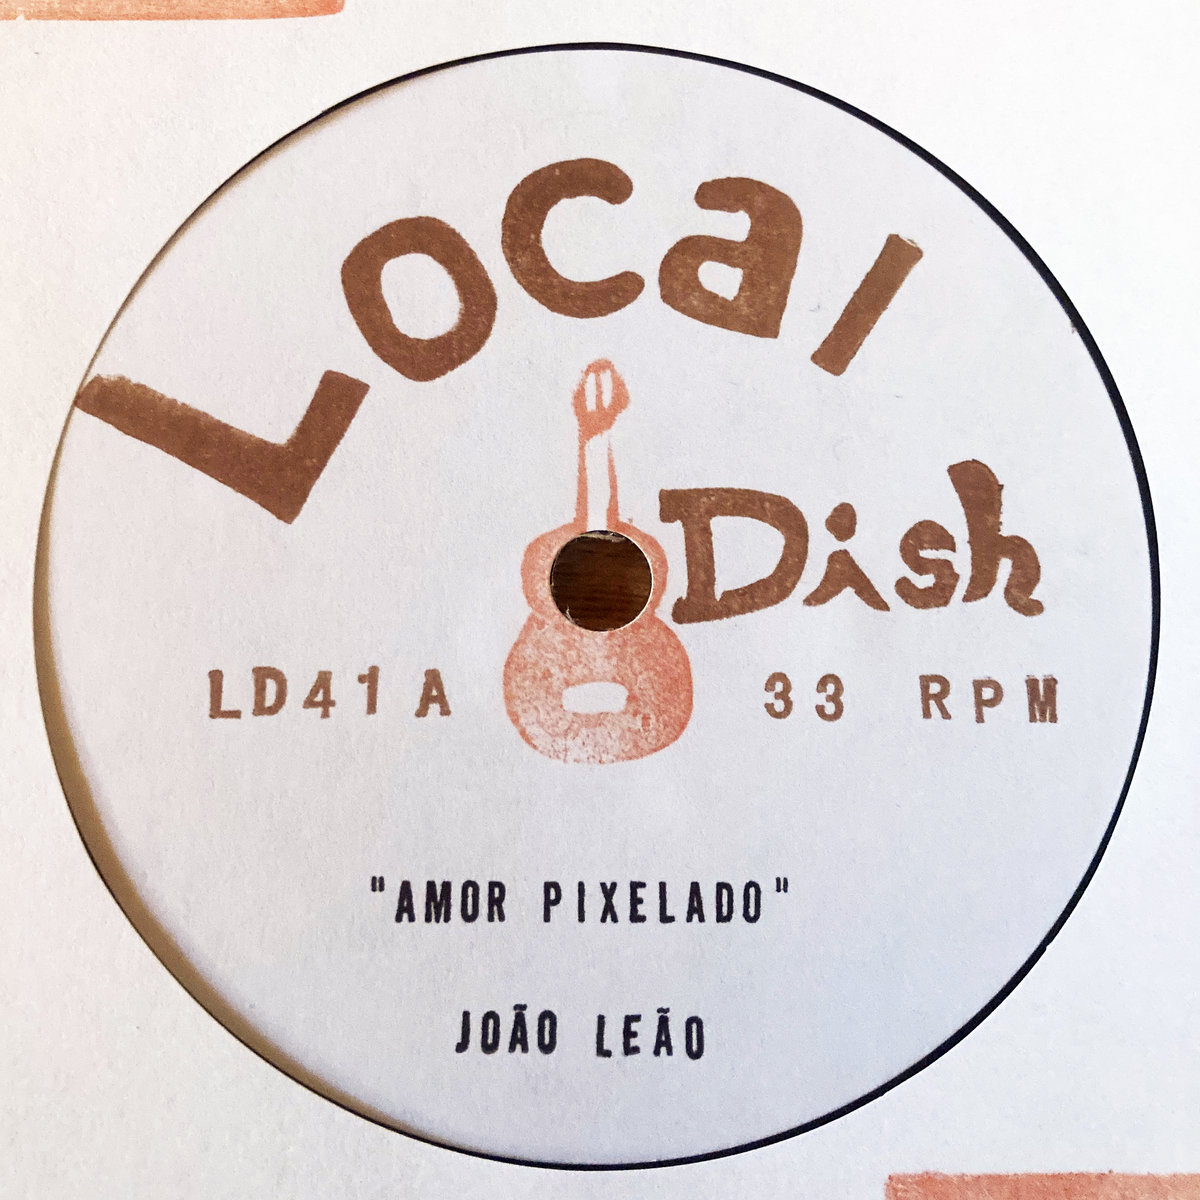 Local
Dish
LD41A 33 RPM
"AMOR PIXELADO"
JOÃO LEÃO